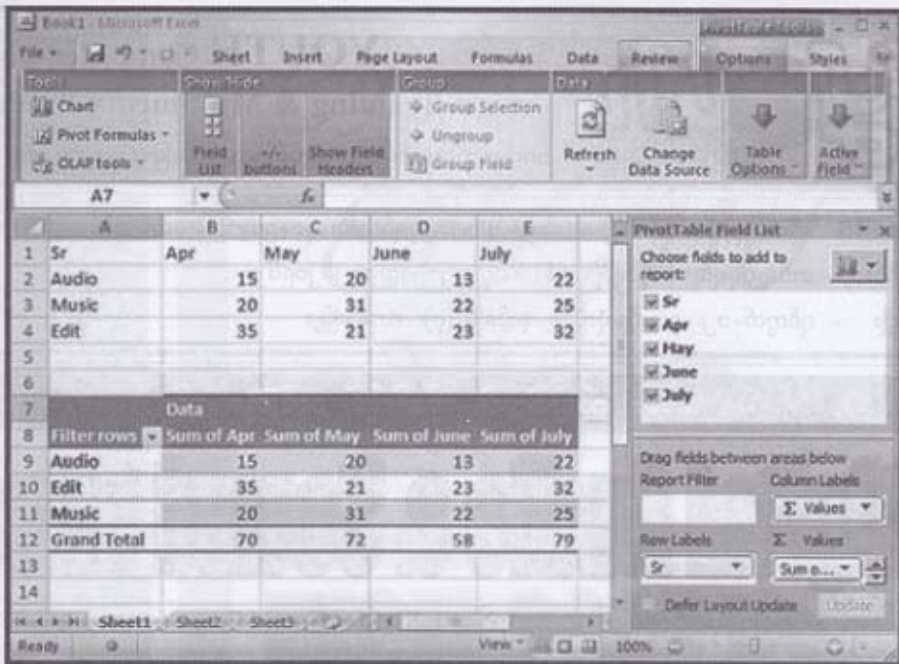 Book1 - Microsoft Excel
File Sheet Insert Page Layout Formulas Data Review Options Styles
Tools Show/Hide Group Data
Chart
Pivot Formulas
OLAP tools
Field List
+/- buttons
Show Field Headers
Group Selection
Ungroup
Group Field
Refresh
Change Data Source
Table Options
Active Field
A7 fx
A B C D E
1 Sr Apr May June July
2 Audio 15 20 13 22
3 Music 20 31 22 25
4 Edit 35 21 23 32
5
6
7 Data
8 Filter rows Sum of Apr Sum of May Sum of June Sum of July
9 Audio 15 20 13 22
10 Edit 35 21 23 32
11 Music 20 31 22 25
12 Grand Total 70 72 58 79
13
14
PivotTable Field List
Choose fields to add to
report:
Sr
Apr
May
June
July
Drag fields between areas below
Report Filter Column Labels
Σ Values
Row Labels Σ Values
Sr Sum o...
Defer Layout Update Update
Sheet1 Sheet2 Sheet3
Ready View 100%